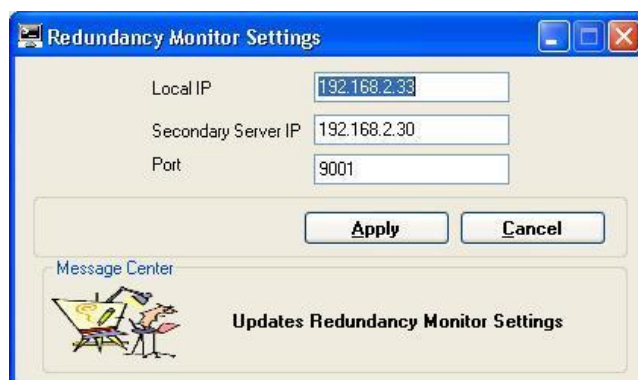 Redundancy Monitor Settings
Local IP 192.168.2.33
Secondary Server IP 192.168.2.30
Port 9001
Apply Cancel
Message Center
Updates Redundancy Monitor Settings